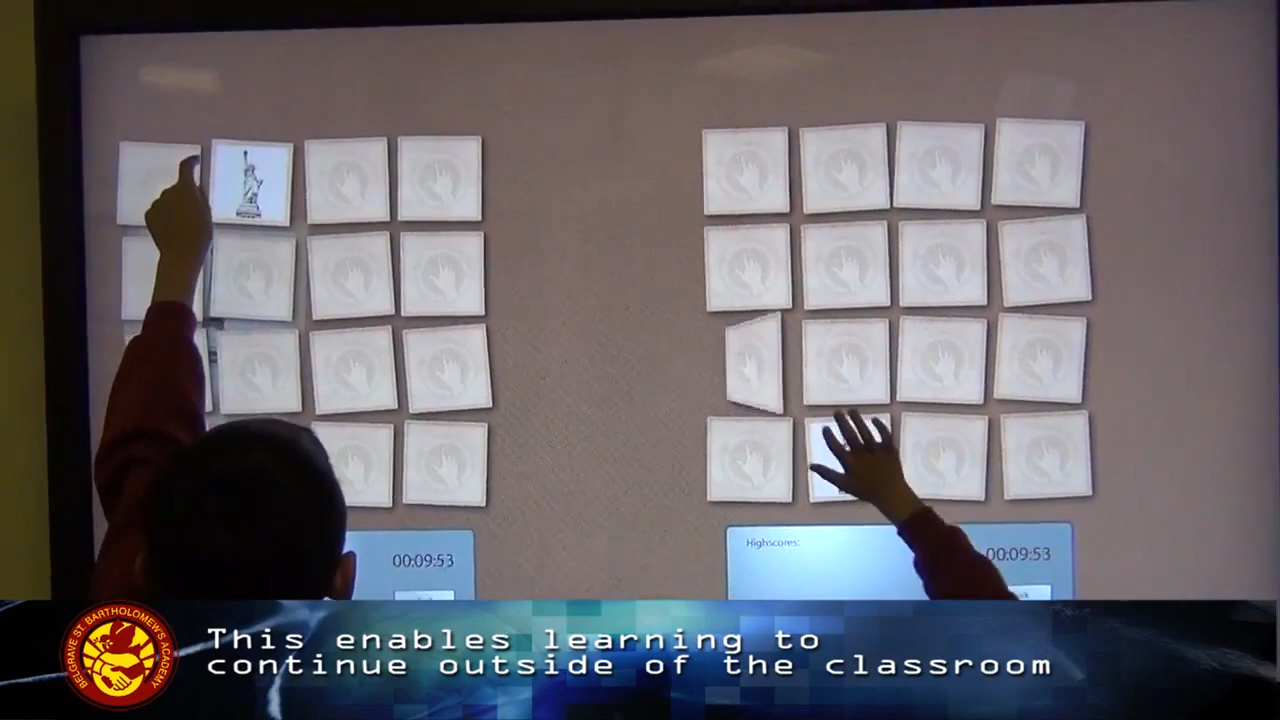 00:09:53
Highscores:
00:09:53
BELGRAVE ST. BARTHOLOMEW'S ACADEMY
This enables learning to
continue outside of the classroom